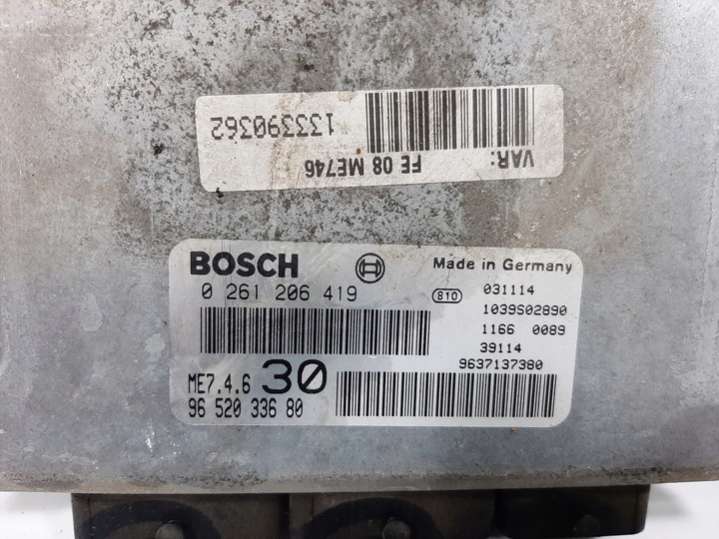 VAR:
FE 08 ME746
133390362
BOSCH
Made in Germany
0 261 206 419
810
031114
1039S02890
1166 0089
39114
9637137380
ME7.4.6 30
96 520 336 80